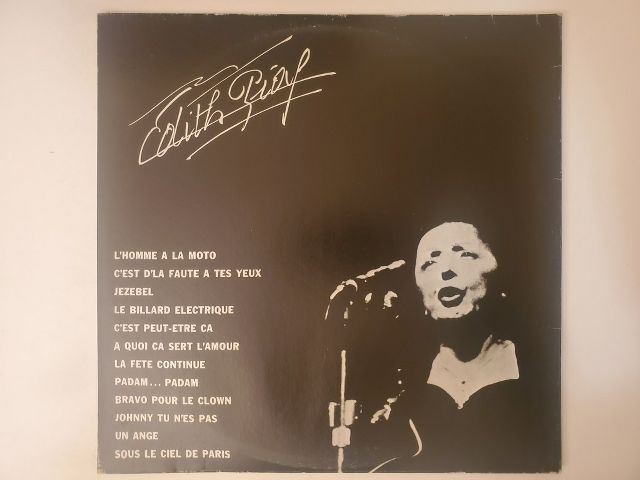 Edith Piaf
L'HOMME A LA MOTO
C'EST D'LA FAUTE A TES YEUX
JEZEBEL
LE BILLARD ELECTRIQUE
C'EST PEUT-ETRE CA
A QUOI CA SERT L'AMOUR
LA FETE CONTINUE
PADAM... PADAM
BRAVO POUR LE CLOWN
JOHNNY TU N'ES PAS
UN ANGE
SOUS LE CIEL DE PARIS